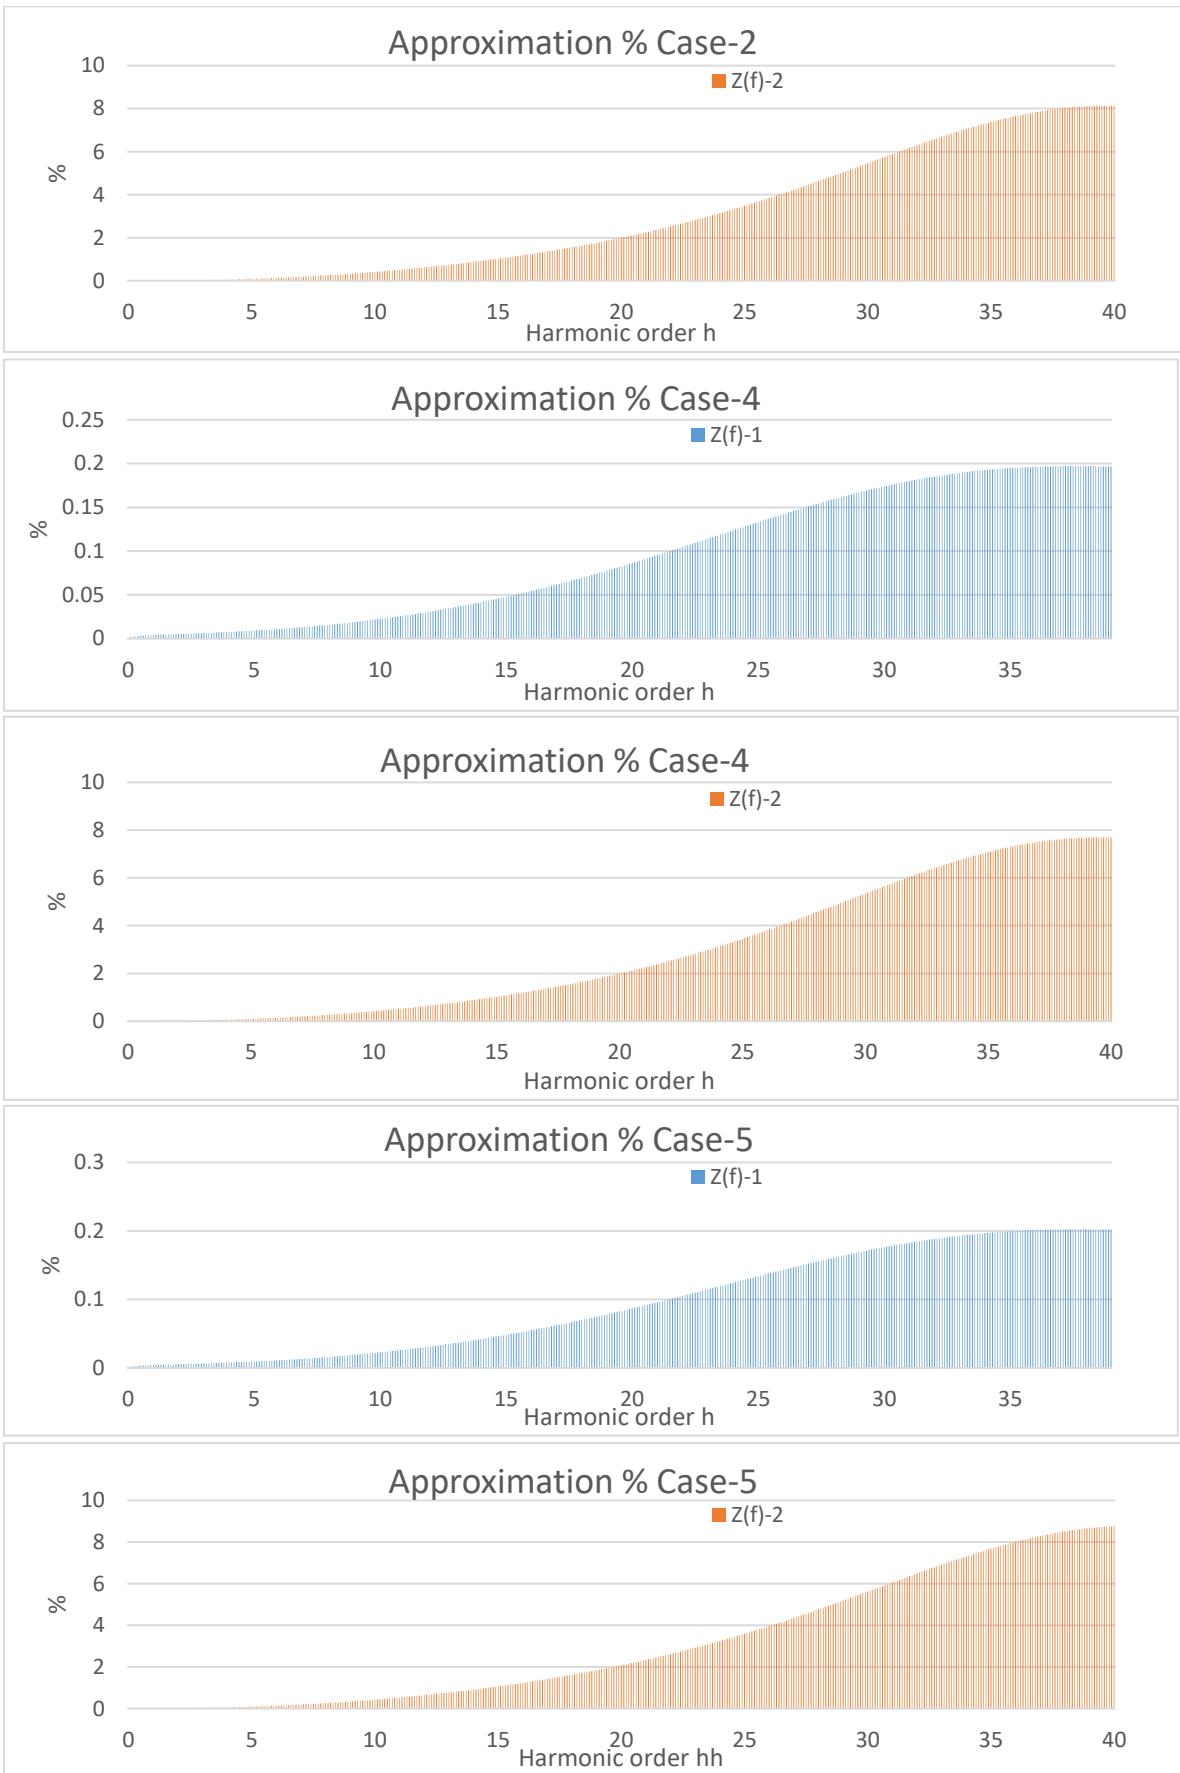 Approximation % Case-2
Z(f)-2
10
8
6
4
2
0
%
0 5 10 15 20 25 30 35 40
Harmonic order h
Approximation % Case-4
Z(f)-1
0.25
0.2
0.15
0.1
0.05
0
%
0 5 10 15 20 25 30 35
Harmonic order h
Approximation % Case-4
Z(f)-2
10
8
6
4
2
0
%
0 5 10 15 20 25 30 35 40
Harmonic order h
Approximation % Case-5
Z(f)-1
0.3
0.2
0.1
0
%
0 5 10 15 20 25 30 35
Harmonic order h
Approximation % Case-5
Z(f)-2
10
8
6
4
2
0
%
0 5 10 15 20 25 30 35 40
Harmonic order hh